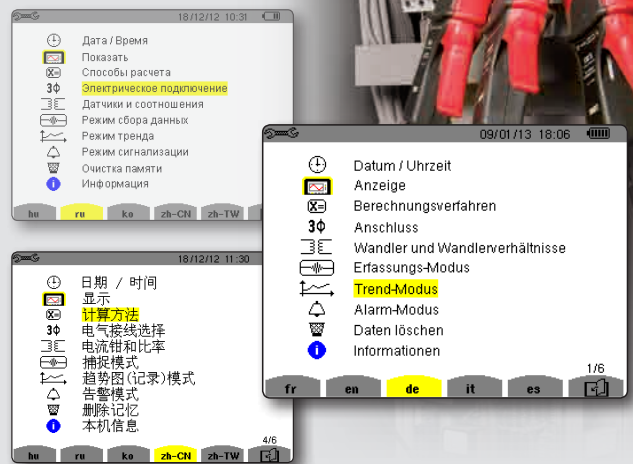 18/12/12 10:31
Дата / Время
Показать
Способы расчета
3Φ Электрическое подключение
Датчики и соотношения
Режим сбора данных
Режим тренда
Режим сигнализации
Очистка памяти
Информация
hu ru ko zh-CN zh-TW
09/01/13 18:06
Datum / Uhrzeit
Anzeige
X= Berechnungsverfahren
3Φ Anschluss
Wandler und Wandlerverhältnisse
Erfassungs-Modus
Trend-Modus
Alarm-Modus
Daten löschen
i Informationen
1/6
fr en de it es
18/12/12 11:30
日期 / 时间
显示
X= 计算方法
3Φ 电气接线选择
电流钳和比率
捕捉模式
趋势图(记录)模式
告警模式
删除记忆
i 本机信息
4/6
hu ru ko zh-CN zh-TW